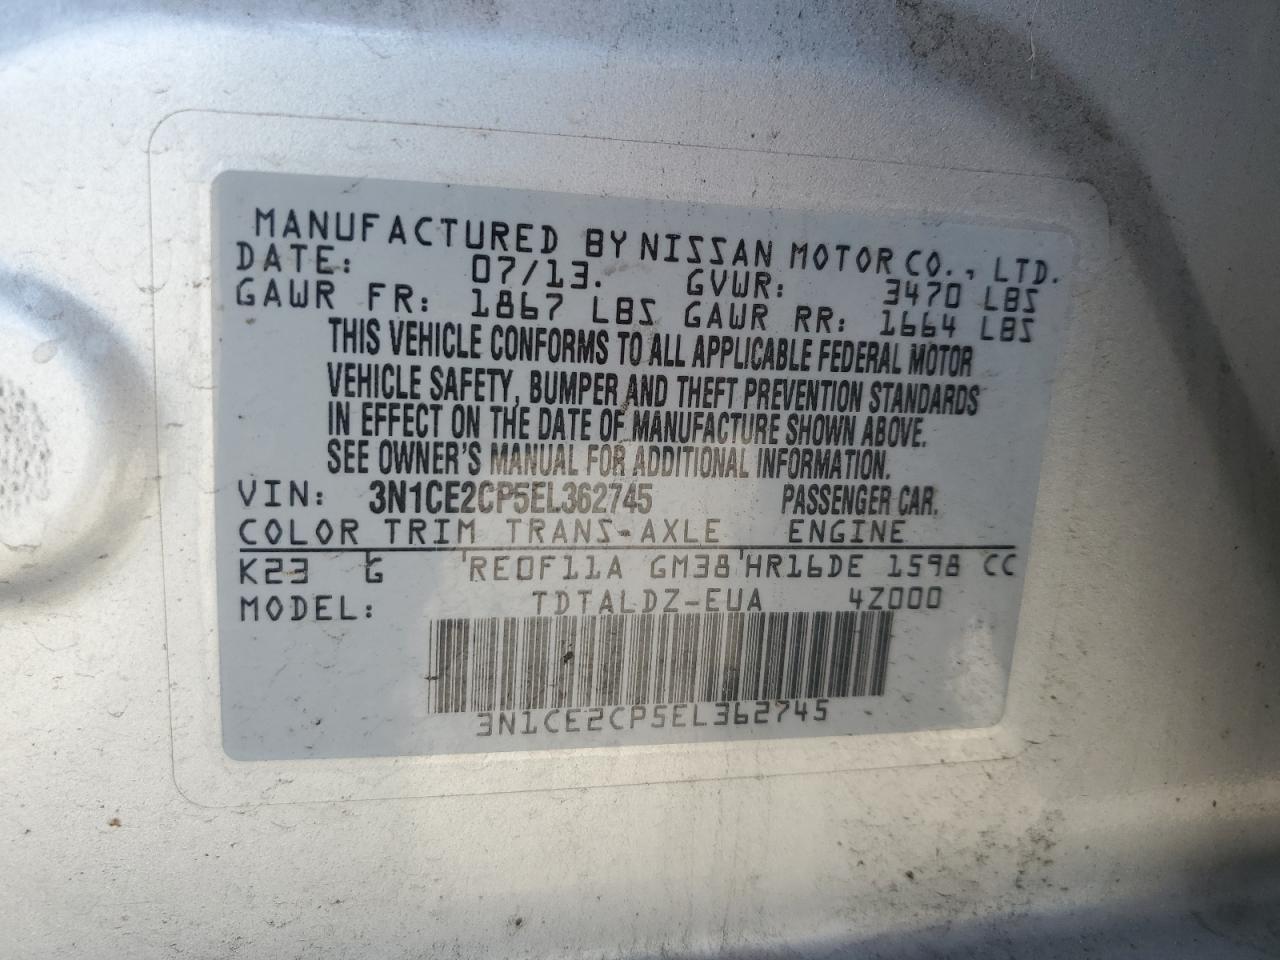 MANUFACTURED BY NISSAN MOTOR CO., LTD.
DATE: 07/13. GVWR: 3470 LBS
GAWR FR: 1867 LBS GAWR RR: 1664 LBS
THIS VEHICLE CONFORMS TO ALL APPLICABLE FEDERAL MOTOR
VEHICLE SAFETY, BUMPER AND THEFT PREVENTION STANDARDS
IN EFFECT ON THE DATE OF MANUFACTURE SHOWN ABOVE.
SEE OWNER'S MANUAL FOR ADDITIONAL INFORMATION.
VIN: 3N1CE2CP5EL362745 PASSENGER CAR.
COLOR TRIM TRANS-AXLE ENGINE
K23 G RE0F11A GM38 HR16DE 1598 CC
MODEL: TDTALDZ-EUA 4Z000
3N1CE2CP5EL362745